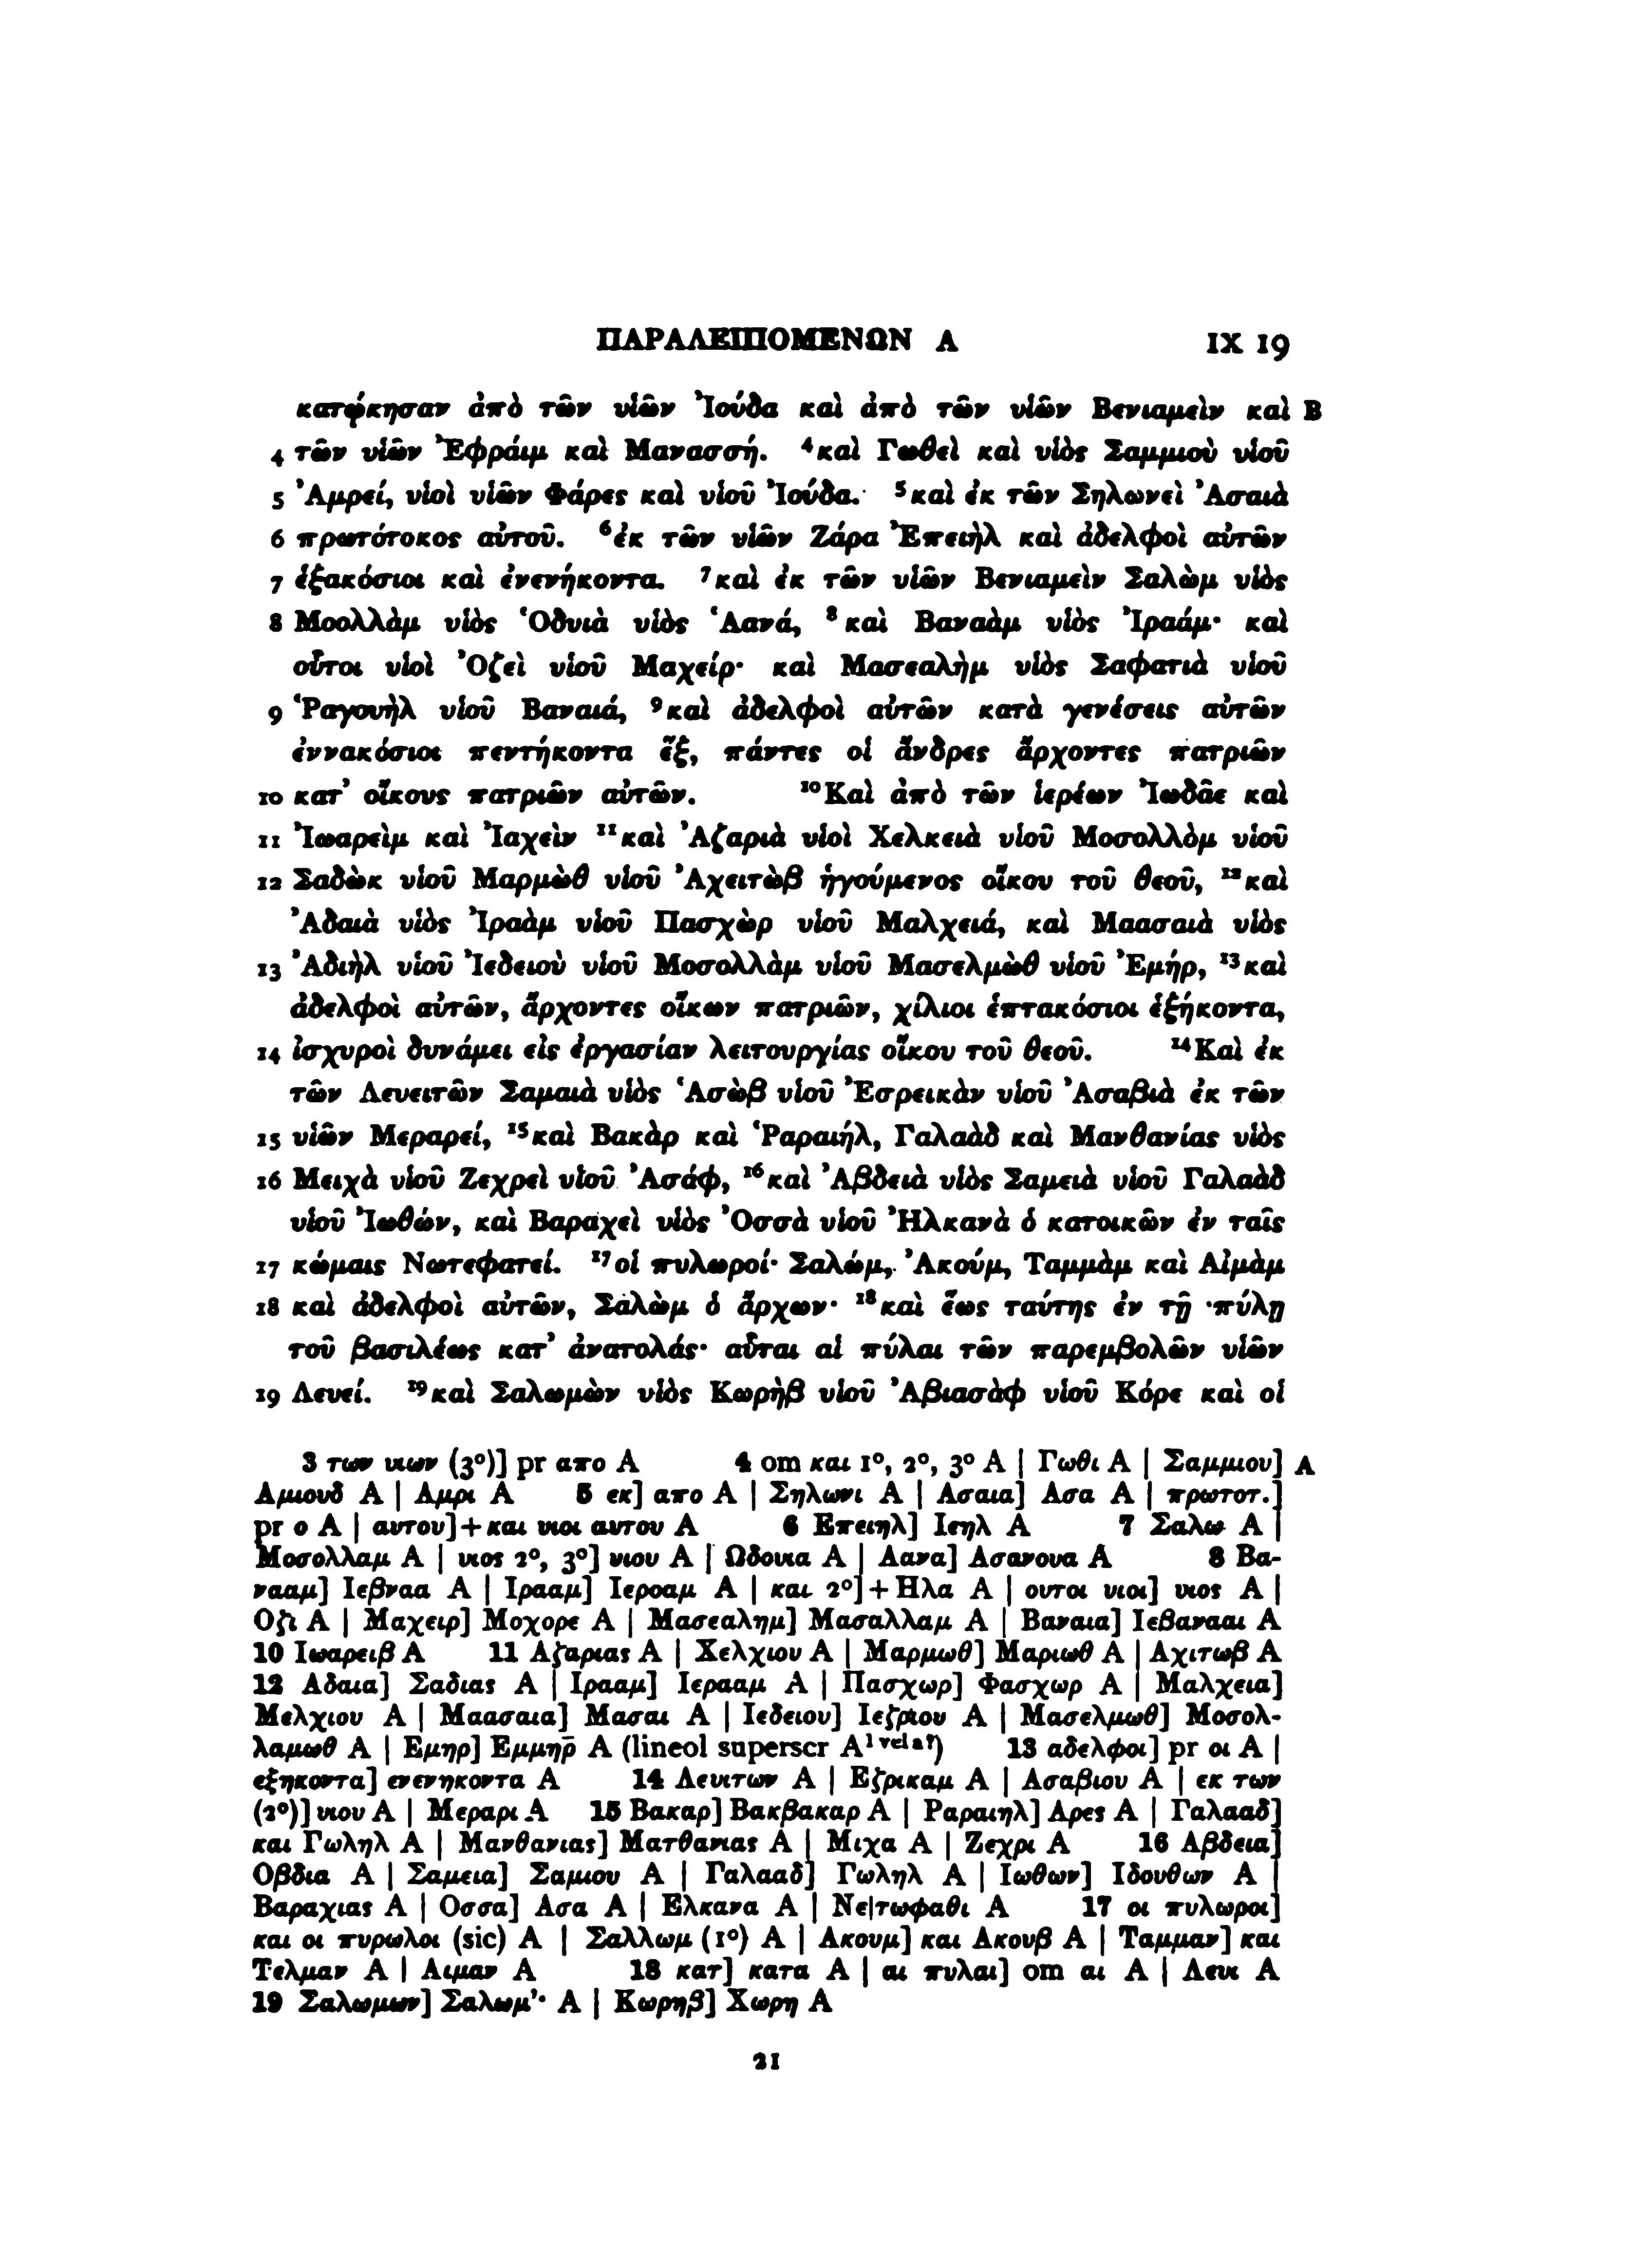 ΠΑΡΑΛΕΙΠΟΜΕΝΩΝ Α IX 19
κατῴκησαν ἀπὸ τῶν υἱῶν Ἰούδα καὶ ἀπὸ τῶν υἱῶν Βενιαμεὶν καὶ B
4 τῶν υἱῶν Ἐφράιμ καὶ Μανασσή. ⁴καὶ Γωθεὶ καὶ υἱὸς Σαμμιοὺ υἱοῦ
5 Ἀμρεί, υἱοὶ υἱῶν Φάρες καὶ υἱοῦ Ἰούδα. ⁵καὶ ἐκ τῶν Σηλωνεὶ Ἀσαιὰ
6 πρωτότοκος αὐτοῦ. ⁶ἐκ τῶν υἱῶν Ζάρα Ἐπειὴλ καὶ ἀδελφοὶ αὐτῶν
7 ἑξακόσιοι καὶ ἐνενήκοντα. ⁷καὶ ἐκ τῶν υἱῶν Βενιαμεὶν Σαλὼμ υἱὸς
8 Μοολλὰμ υἱὸς Ὁδυιὰ υἱὸς Ἁανά, ⁸καὶ Βαναὰμ υἱὸς Ἰραάμ· καὶ
οὗτοι υἱοὶ Ὀζεὶ υἱοῦ Μαχείρ· καὶ Μασεαλὴμ υἱὸς Σαφατιὰ υἱοῦ
9 Ῥαγουὴλ υἱοῦ Βαναιά, ⁹καὶ ἀδελφοὶ αὐτῶν κατὰ γενέσεις αὐτῶν
ἐννακόσιοι πεντήκοντα ἕξ, πάντες οἱ ἄνδρες ἄρχοντες πατριῶν
10 κατ’ οἴκους πατριῶν αὐτῶν. ¹⁰Καὶ ἀπὸ τῶν ἱερέων Ἰωδᾶε καὶ
11 Ἰωαρεὶμ καὶ Ἰαχεὶν ¹¹καὶ Ἀζαριὰ υἱοὶ Χελκειὰ υἱοῦ Μοσολλὸμ υἱοῦ
12 Σαδὼκ υἱοῦ Μαρμὼθ υἱοῦ Ἀχειτὼβ ἡγούμενος οἴκου τοῦ θεοῦ, ¹²καὶ
Ἀδαιὰ υἱὸς Ἰραὰμ υἱοῦ Πασχὼρ υἱοῦ Μαλχειά, καὶ Μαασαιὰ υἱὸς
13 Ἀδιὴλ υἱοῦ Ἰεδειοὺ υἱοῦ Μοσολλὰμ υἱοῦ Μασελμὼθ υἱοῦ Ἐμήρ, ¹³καὶ
ἀδελφοὶ αὐτῶν, ἄρχοντες οἴκων πατριῶν, χίλιοι ἑπτακόσιοι ἑξήκοντα,
14 ἰσχυροὶ δυνάμει εἰς ἐργασίαν λειτουργίας οἴκου τοῦ θεοῦ. ¹⁴Καὶ ἐκ
τῶν Λευειτῶν Σαμαιὰ υἱὸς Ἁσὼβ υἱοῦ Ἐσρεικὰν υἱοῦ Ἀσαβιὰ ἐκ τῶν
15 υἱῶν Μεραρεί, ¹⁵καὶ Βακὰρ καὶ Ῥαραιήλ, Γαλαὰδ καὶ Μανθανίας υἱὸς
16 Μειχὰ υἱοῦ Ζεχρεὶ υἱοῦ Ἀσάφ, ¹⁶καὶ Ἀβδειὰ υἱὸς Σαμειὰ υἱοῦ Γαλαὰδ
υἱοῦ Ἰωθών, καὶ Βαραχεὶ υἱὸς Ὀσσὰ υἱοῦ Ἠλκανὰ ὁ κατοικῶν ἐν ταῖς
17 κώμαις Νωτεφατεί. ¹⁷οἱ πυλωροί· Σαλώμ, Ἀκούμ, Ταμμὰμ καὶ Αἱμὰμ
18 καὶ ἀδελφοὶ αὐτῶν, Σαλὼμ ὁ ἄρχων· ¹⁸καὶ ἕως ταύτης ἐν τῇ πύλῃ
τοῦ βασιλέως κατ’ ἀνατολάς· αὗται αἱ πύλαι τῶν παρεμβολῶν υἱῶν
19 Λευεί. ¹⁹καὶ Σαλωμὼν υἱὸς Κωρὴβ υἱοῦ Ἀβιασὰφ υἱοῦ Κόρε καὶ οἱ
3 των υιων (3º)] pr απο A 4 om και 1º, 2º, 3º A | Γωθι A | Σαμμιου] A
Αμιουδ A | Αμρι A 5 εκ] απο A | Σηλωνι A | Ασαια] Ασα A | πρωτοτ.]
pr ο A | αυτου]+και υιοι αυτου A 6 Επειηλ] Ιεηλ A 7 Σαλω A |
Μοσολλαμ A | υιος 2º, 3º] υιου A | Ωδουια A | Αανα] Ασανουα A 8 Βα-
νααμ] Ιεβναα A | Ιρααμ] Ιεροαμ A | και 2º]+Ηλα A | ουτοι υιοι] υιος A |
Οζι A | Μαχειρ] Μοχορε A | Μασεαλημ] Μασαλλαμ A | Βαναια] Ιεβανααι A
10 Ιωαρειβ A 11 Αζαριας A | Χελχιου A | Μαρμωθ] Μαριωθ A | Αχιτωβ A
12 Αδαια] Σαδιας A | Ιρααμ] Ιερααμ A | Πασχωρ] Φασχωρ A | Μαλχεια]
Μελχιου A | Μαασαια] Μασαι A | Ιεδειου] Ιεζριου A | Μασελμωθ] Μοσολ-
λαμωθ A | Εμηρ] Εμμηρ̄ A (lineol superscr A¹ ᵛᵉˡ ᵃ?) 13 αδελφοι] pr οι A |
εξηκοντα] ενενηκοντα A 14 Λευιτων A | Εζρικαμ A | Ασαβιου A | εκ των
(2º)] υιου A | Μεραρι A 15 Βακαρ] Βακβακαρ A | Ραραιηλ] Αρες A | Γαλααδ]
και Γωληλ A | Μανθανιας] Ματθανιας A | Μιχα A | Ζεχρι A 16 Αβδεια]
Οβδια A | Σαμεια] Σαμιου A | Γαλααδ] Γωληλ A | Ιωθων] Ιδουθων A |
Βαραχιας A | Οσσα] Ασα A | Ελκανα A | Νε|τωφαθι A 17 οι πυλωροι]
και οι πυρωλοι (sic) A | Σαλλωμ (1º) A | Ακουμ] και Ακουβ A | Ταμμαν] και
Τελμαν A | Αιμαν A 18 κατ] κατα A | αι πυλαι] om αι A | Λευι A
19 Σαλωμων] Σαλωμ’· A | Κωρηβ] Χωρη A
21